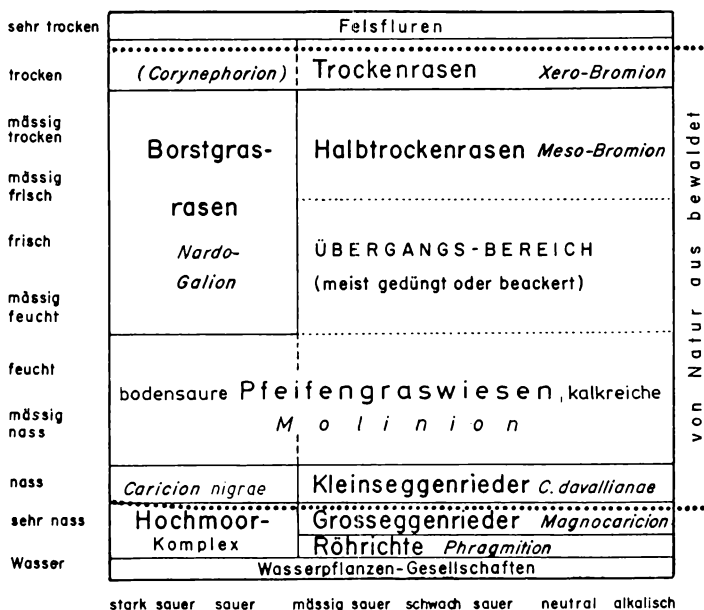 sehr trocken Felsfluren
trocken (Corynephorion) Trockenrasen Xero-Bromion
mässig
trocken
Borstgras- Halbtrockenrasen Meso-Bromion
mässig
frisch
rasen
frisch Nardo- ÜBERGANGS-BEREICH
Galion (meist gedüngt oder beackert)
mässig
feucht
feucht
bodensaure Pfeifengraswiesen, kalkreiche
mässig
nass
Molinion
nass Caricion nigrae Kleinseggenrieder C. davallianae
sehr nass Hochmoor- Grosseggenrieder Magnocaricion
Komplex Röhrichte Phragmition
Wasser Wasserpflanzen-Gesellschaften
stark sauer sauer mässig sauer schwach sauer neutral alkalisch
von Natur aus bewaldet